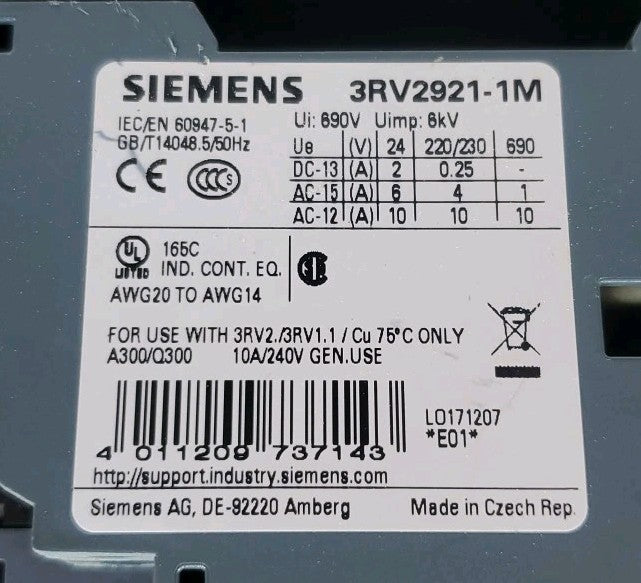 SIEMENS 3RV2921-1M
IEC/EN 60947-5-1 Ui: 690V Uimp: 6kV
GB/T14048.5/50Hz Ue (V) 24 220/230 690
DC-13 (A) 2 0.25 -
CE CCC S AC-15 (A) 6 4 1
AC-12 (A) 10 10 10
UL LISTED 165C
IND. CONT. EQ.
AWG20 TO AWG14
FOR USE WITH 3RV2./3RV1.1 / Cu 75°C ONLY
A300/Q300 10A/240V GEN.USE
LO171207
*E01*
4 011209 737143
http://support.industry.siemens.com
Siemens AG, DE-92220 Amberg Made in Czech Rep.